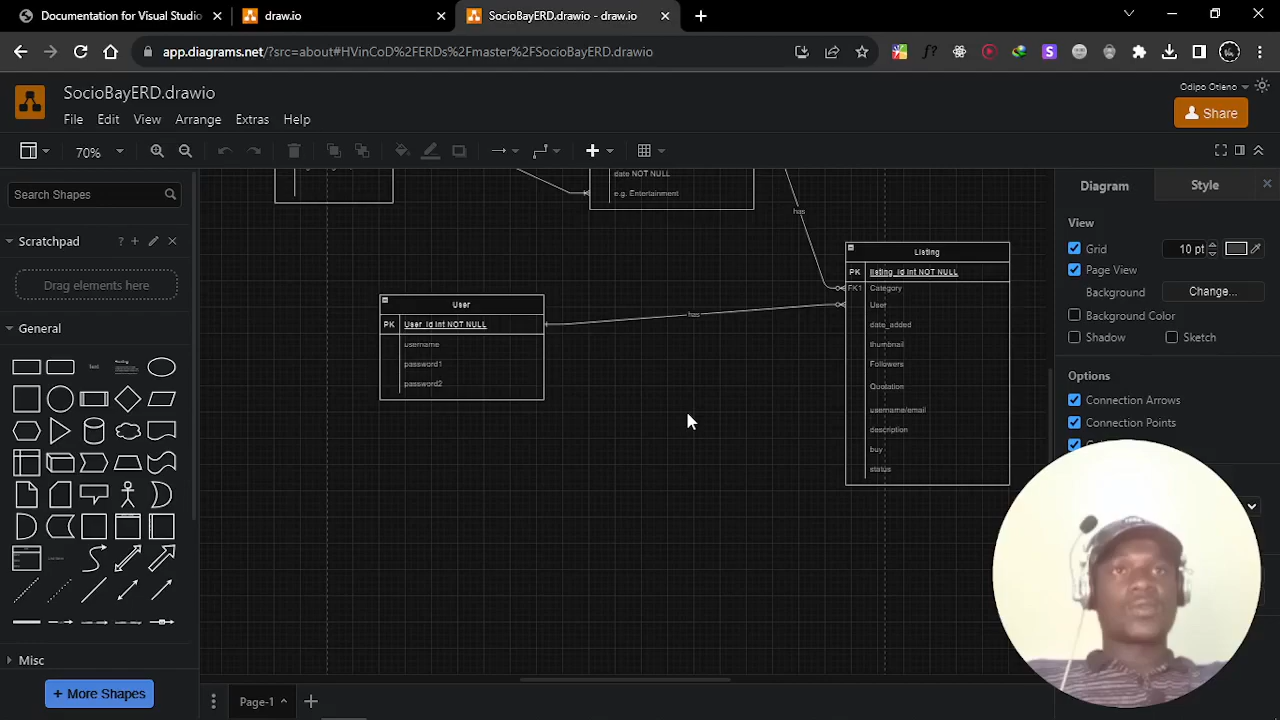 Documentation for Visual Studio
draw.io
SocioBayERD.drawio - draw.io
app.diagrams.net/?src=about#HVinCoD%2FERDs%2Fmaster%2FSocioBayERD.drawio
SocioBayERD.drawio
Odipo Otieno
File Edit View Arrange Extras Help
Share
70%
Search Shapes
Scratchpad
Drag elements here
General
Misc
+ More Shapes
date NOT NULL
e.g. Entertainment
has
Listing
PK listing_id int NOT NULL
FK1 Category
User
date_added
thumbnail
Followers
Quotation
username/email
description
buy
status
User
PK User_id int NOT NULL
username
password1
password2
has
Page-1
Diagram
Style
View
Grid 10 pt
Page View
Background Change...
Background Color
Shadow Sketch
Options
Connection Arrows
Connection Points